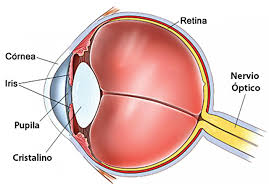 Retina
Córnea
Iris
Nervio
Óptico
Pupila
Cristalino